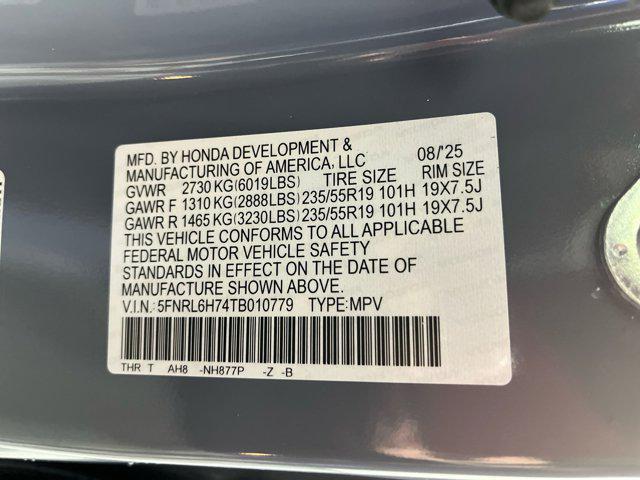 MFD. BY HONDA DEVELOPMENT &
MANUFACTURING OF AMERICA, LLC 08/'25
GVWR 2730 KG(6019LBS) TIRE SIZE RIM SIZE
GAWR F 1310 KG(2888LBS) 235/55R19 101H 19X7.5J
GAWR R 1465 KG(3230LBS) 235/55R19 101H 19X7.5J
THIS VEHICLE CONFORMS TO ALL APPLICABLE
FEDERAL MOTOR VEHICLE SAFETY
STANDARDS IN EFFECT ON THE DATE OF
MANUFACTURE SHOWN ABOVE.
V.I.N.:5FNRL6H74TB010779 TYPE:MPV
THR T AH8 -NH877P -Z -B